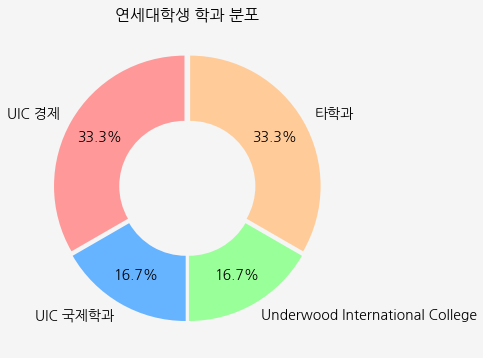 연세대학생 학과 분포
UIC 경제
33.3%
타학과
33.3%
16.7%
16.7%
UIC 국제학과
Underwood International College